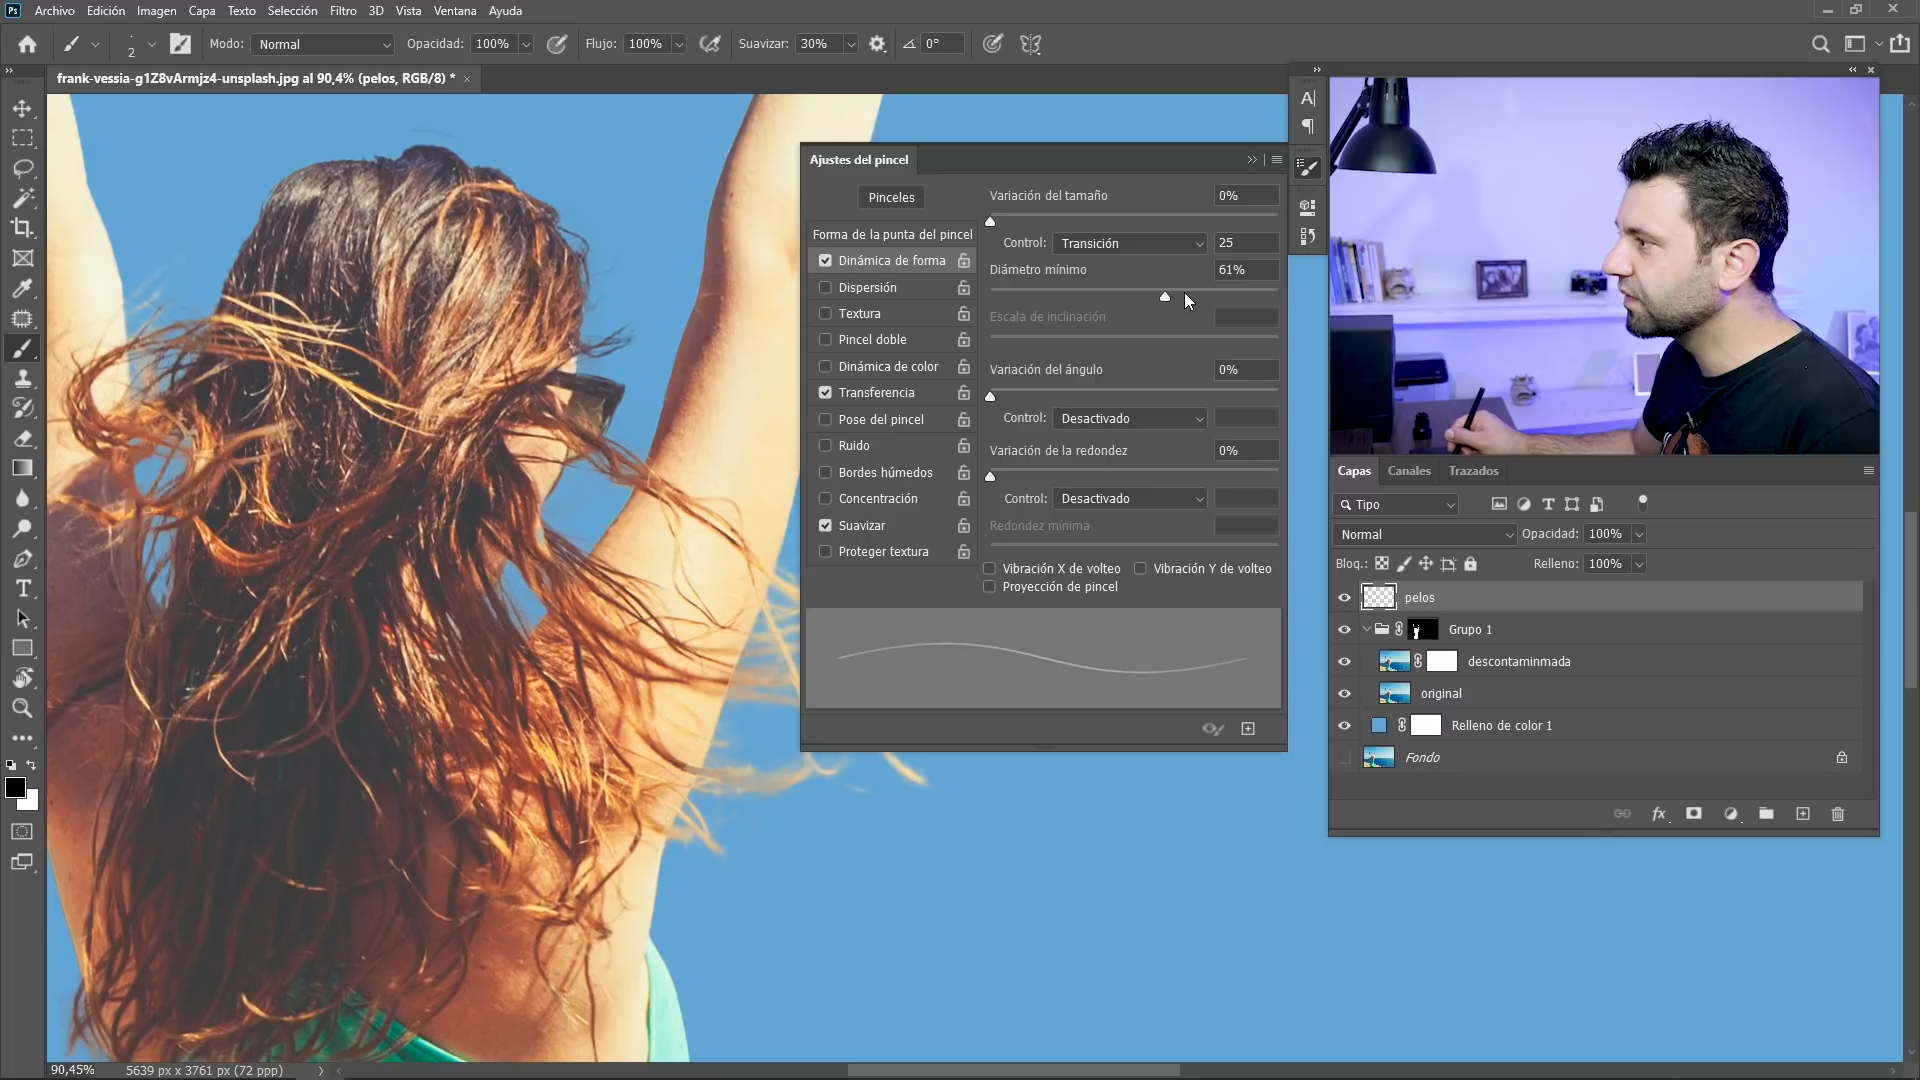 Ps Archivo Edición Imagen Capa Texto Selección Filtro 3D Vista Ventana Ayuda
2 Modo: Normal Opacidad: 100% Flujo: 100% Suavizar: 30% 0°
frank-vessia-g1Z8vArmjz4-unsplash.jpg al 90,4% (pelos, RGB/8) *
Ajustes del pincel
Pinceles
Forma de la punta del pincel
Dinámica de forma
Dispersión
Textura
Pincel doble
Dinámica de color
Transferencia
Pose del pincel
Ruido
Bordes húmedos
Concentración
Suavizar
Proteger textura
Variación del tamaño 0%
Control: Transición 25
Diámetro mínimo 61%
Escala de inclinación
Variación del ángulo 0%
Control: Desactivado
Variación de la redondez 0%
Control: Desactivado
Redondez mínima
Vibración X de volteo Vibración Y de volteo
Proyección de pincel
Capas Canales Trazados
Tipo
Normal Opacidad: 100%
Bloq.: Relleno: 100%
pelos
Grupo 1
descontaminmada
original
Relleno de color 1
Fondo
fx
90,45% 5639 px x 3761 px (72 ppp)